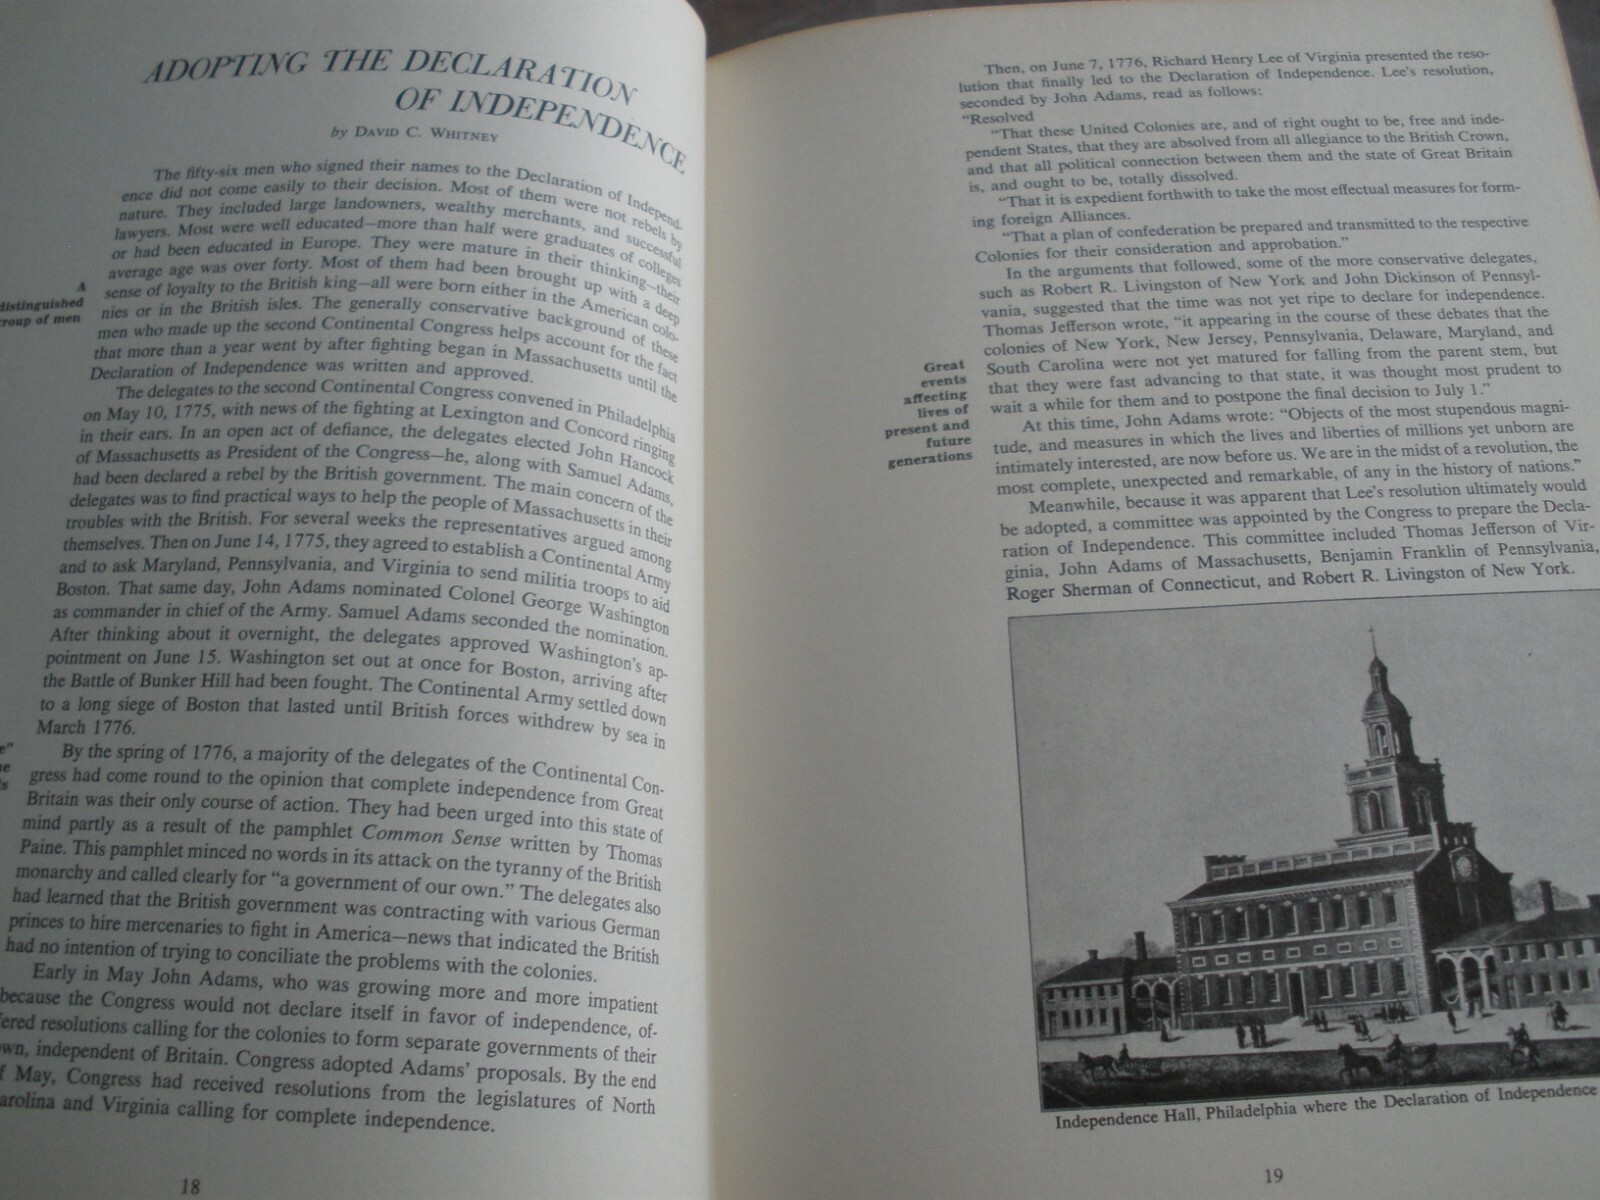 ADOPTING THE DECLARATION
OF INDEPENDENCE
by DAVID C. WHITNEY
The fifty-six men who signed their names to the Declaration of Independ-
ence did not come easily to their decision. Most of them were not rebels by
nature. They included large landowners, wealthy merchants, and successful
lawyers. Most were well educated—more than half were graduates of colleges
or had been educated in Europe. They were mature in their thinking—their
average age was over forty. Most of them had been brought up with a deep
sense of loyalty to the British king—all were born either in the American colo-
nies or in the British isles. The generally conservative background of these
men who made up the second Continental Congress helps account for the fact
that more than a year went by after fighting began in Massachusetts until the
Declaration of Independence was written and approved.
A
distinguished
group of men
The delegates to the second Continental Congress convened in Philadelphia
on May 10, 1775, with news of the fighting at Lexington and Concord ringing
in their ears. In an open act of defiance, the delegates elected John Hancock
of Massachusetts as President of the Congress—he, along with Samuel Adams,
had been declared a rebel by the British government. The main concern of the
delegates was to find practical ways to help the people of Massachusetts in their
troubles with the British. For several weeks the representatives argued among
themselves. Then on June 14, 1775, they agreed to establish a Continental Army
and to ask Maryland, Pennsylvania, and Virginia to send militia troops to aid
Boston. That same day, John Adams nominated Colonel George Washington
as commander in chief of the Army. Samuel Adams seconded the nomination.
After thinking about it overnight, the delegates approved Washington's ap-
pointment on June 15. Washington set out at once for Boston, arriving after
the Battle of Bunker Hill had been fought. The Continental Army settled down
to a long siege of Boston that lasted until British forces withdrew by sea in
March 1776.
By the spring of 1776, a majority of the delegates of the Continental Con-
gress had come round to the opinion that complete independence from Great
Britain was their only course of action. They had been urged into this state of
mind partly as a result of the pamphlet Common Sense written by Thomas
Paine. This pamphlet minced no words in its attack on the tyranny of the British
monarchy and called clearly for "a government of our own." The delegates also
had learned that the British government was contracting with various German
princes to hire mercenaries to fight in America—news that indicated the British
had no intention of trying to conciliate the problems with the colonies.
Early in May John Adams, who was growing more and more impatient
because the Congress would not declare itself in favor of independence, of-
fered resolutions calling for the colonies to form separate governments of their
own, independent of Britain. Congress adopted Adams' proposals. By the end
of May, Congress had received resolutions from the legislatures of North
Carolina and Virginia calling for complete independence.
18
Then, on June 7, 1776, Richard Henry Lee of Virginia presented the reso-
lution that finally led to the Declaration of Independence. Lee's resolution,
seconded by John Adams, read as follows:
"Resolved
"That these United Colonies are, and of right ought to be, free and inde-
pendent States, that they are absolved from all allegiance to the British Crown,
and that all political connection between them and the state of Great Britain
is, and ought to be, totally dissolved.
"That it is expedient forthwith to take the most effectual measures for form-
ing foreign Alliances.
"That a plan of confederation be prepared and transmitted to the respective
Colonies for their consideration and approbation."
In the arguments that followed, some of the more conservative delegates,
such as Robert R. Livingston of New York and John Dickinson of Pennsyl-
vania, suggested that the time was not yet ripe to declare for independence.
Thomas Jefferson wrote, "it appearing in the course of these debates that the
colonies of New York, New Jersey, Pennsylvania, Delaware, Maryland, and
South Carolina were not yet matured for falling from the parent stem, but
that they were fast advancing to that state, it was thought most prudent to
wait a while for them and to postpone the final decision to July 1."
Great
events
affecting
lives of
present and
future
generations
At this time, John Adams wrote: "Objects of the most stupendous magni-
tude, and measures in which the lives and liberties of millions yet unborn are
intimately interested, are now before us. We are in the midst of a revolution, the
most complete, unexpected and remarkable, of any in the history of nations."
Meanwhile, because it was apparent that Lee's resolution ultimately would
be adopted, a committee was appointed by the Congress to prepare the Decla-
ration of Independence. This committee included Thomas Jefferson of Vir-
ginia, John Adams of Massachusetts, Benjamin Franklin of Pennsylvania,
Roger Sherman of Connecticut, and Robert R. Livingston of New York.
Independence Hall, Philadelphia where the Declaration of Independence
19